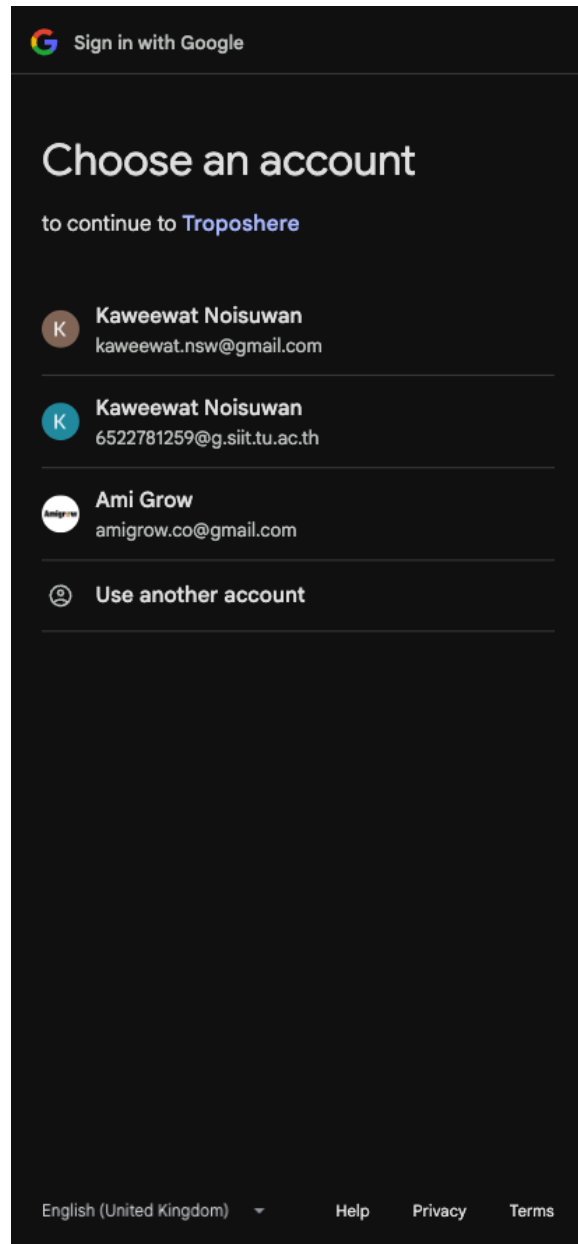 Sign in with Google
Choose an account
to continue to Troposhere
K
Kaweewat Noisuwan
kaweewat.nsw@gmail.com
K
Kaweewat Noisuwan
6522781259@g.siit.tu.ac.th
Amigrow
Ami Grow
amigrow.co@gmail.com
Use another account
English (United Kingdom) Help Privacy Terms